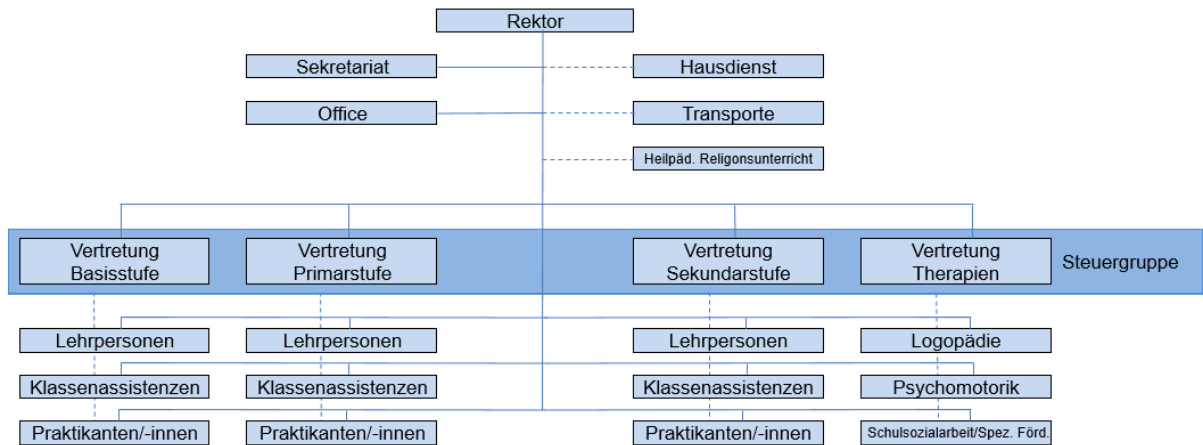 Rektor
Sekretariat
Hausdienst
Office
Transporte
Heilpäd. Religonsunterricht
Vertretung
Basisstufe
Vertretung
Primarstufe
Vertretung
Sekundarstufe
Vertretung
Therapien
Steuergruppe
Lehrpersonen
Lehrpersonen
Lehrpersonen
Logopädie
Klassenassistenzen
Klassenassistenzen
Klassenassistenzen
Psychomotorik
Praktikanten/-innen
Praktikanten/-innen
Praktikanten/-innen
Schulsozialarbeit/Spez. Förd.